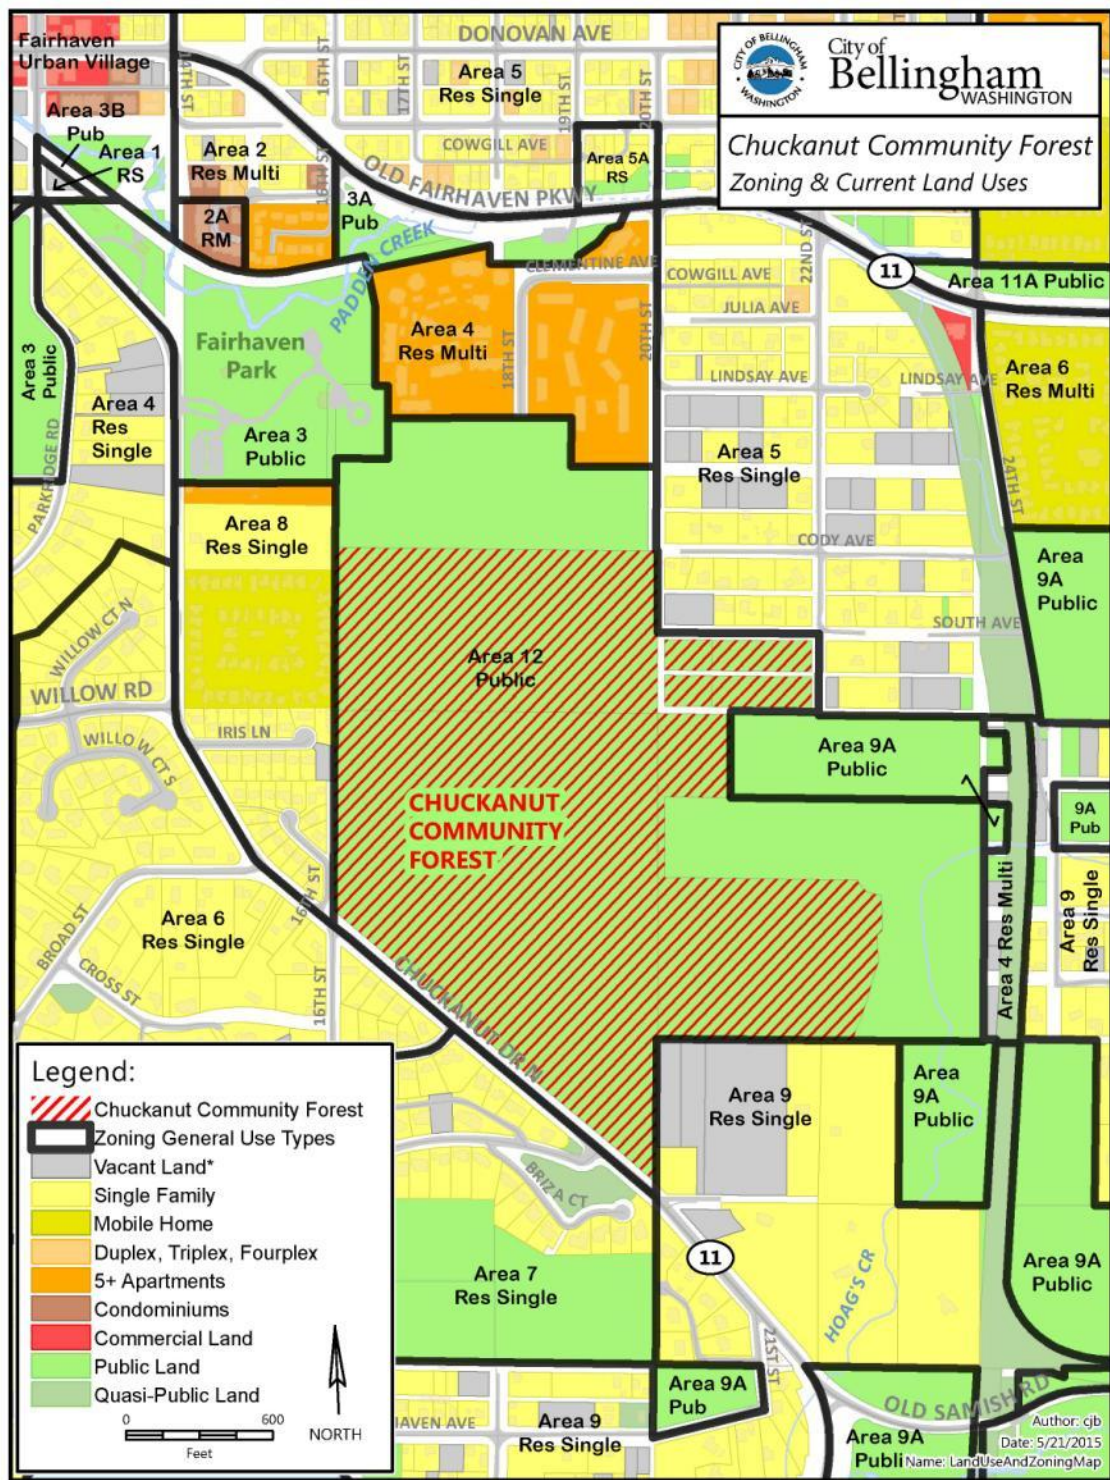 Fairhaven
Urban Village
DONOVAN AVE
14TH ST
16TH ST
17TH ST
Area 5
Res Single
19TH ST
20TH ST
CITY OF BELLINGHAM
WASHINGTON
City of
Bellingham
WASHINGTON
Chuckanut Community Forest
Zoning & Current Land Uses
Area 3B
Pub
Area 1
RS
Area 2
Res Multi
16TH ST
COWGILL AVE
OLD FAIRHAVEN PKWY
Area 5A
RS
2A
RM
3A
Pub
PADDEN CREEK
CLEMENTINE AVE
COWGILL AVE
22ND ST
11
Area 11A Public
JULIA AVE
Fairhaven
Park
Area 4
Res Multi
18TH ST
20TH ST
LINDSAY AVE
LINDSAY AVE
Area 6
Res Multi
Area 3
Public
Area 4
Res
Single
Area 3
Public
Area 5
Res Single
24TH ST
PARKRIDGE RD
Area 8
Res Single
CODY AVE
Area
9A
Public
WILLOW CT N
SOUTH AVE
Area 12
Public
WILLOW RD
WILLOW CT S
IRIS LN
Area 9A
Public
CHUCKANUT
COMMUNITY
FOREST
9A
Pub
16TH ST
Area 6
Res Single
BROAD ST
CROSS ST
16TH ST
CHUCKANUT DR N
Area 4 Res Multi
Area 9
Res Single
Area 9
Res Single
Area
9A
Public
BRIZA CT
11
Area 7
Res Single
HOAG'S CR
Area 9A
Public
21ST ST
Area 9A
Pub
OLD SAMISH RD
HAVEN AVE
Area 9
Res Single
Area 9A
Publi
Legend:
Chuckanut Community Forest
Zoning General Use Types
Vacant Land*
Single Family
Mobile Home
Duplex, Triplex, Fourplex
5+ Apartments
Condominiums
Commercial Land
Public Land
Quasi-Public Land
0 600
Feet
NORTH
Author: cjb
Date: 5/21/2015
Name: LandUseAndZoningMap